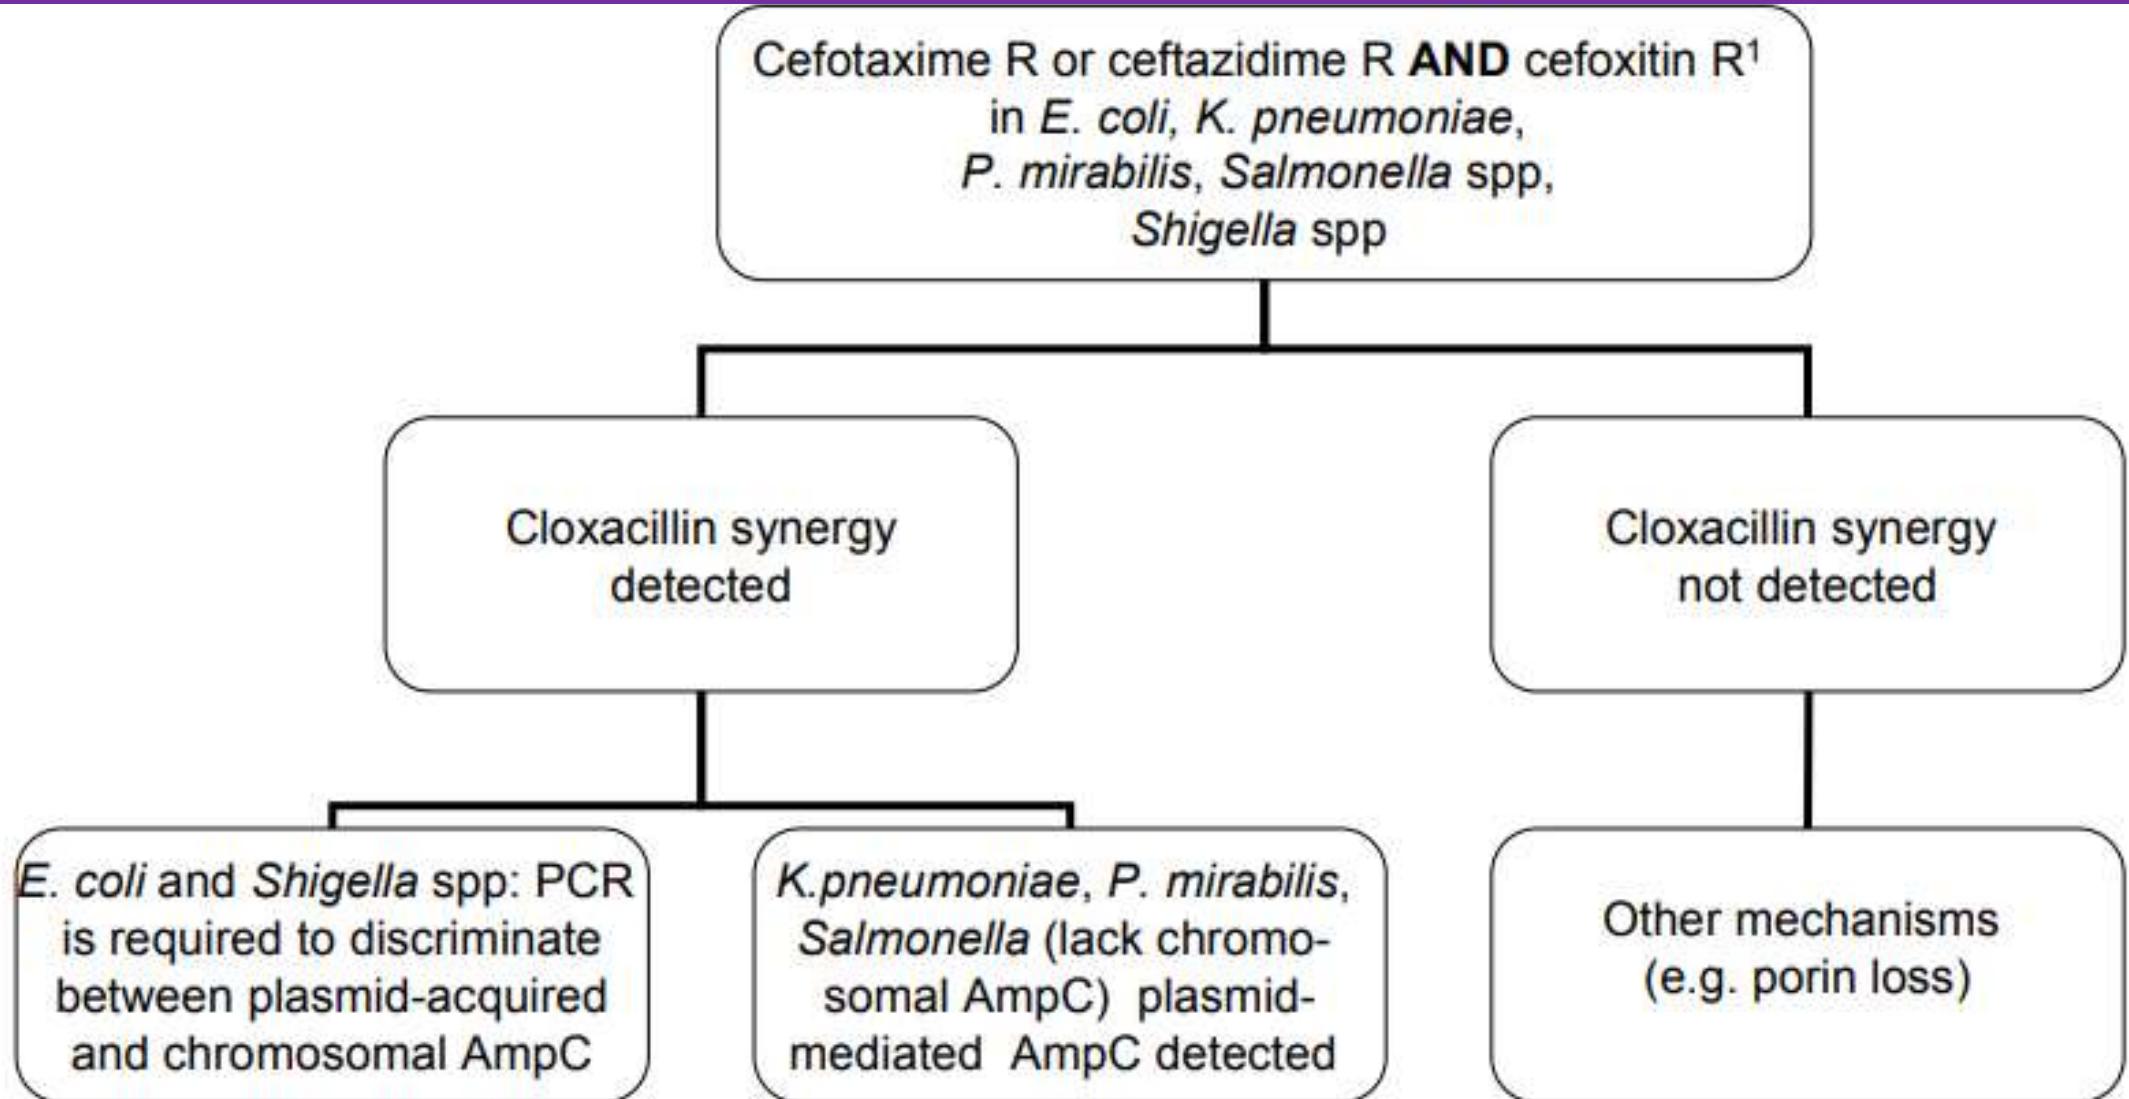 Cefotaxime R or ceftazidime R AND cefoxitin R¹
in E. coli, K. pneumoniae,
P. mirabilis, Salmonella spp,
Shigella spp
Cloxacillin synergy
detected
Cloxacillin synergy
not detected
E. coli and Shigella spp: PCR
is required to discriminate
between plasmid-acquired
and chromosomal AmpC
K.pneumoniae, P. mirabilis,
Salmonella (lack chromo-
somal AmpC) plasmid-
mediated AmpC detected
Other mechanisms
(e.g. porin loss)